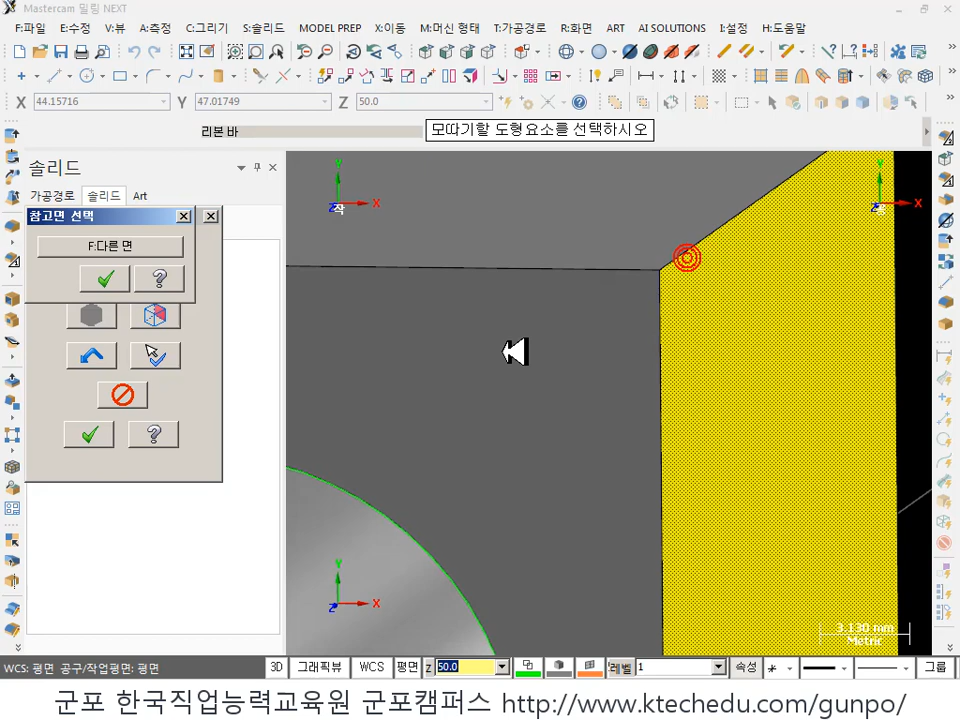 Mastercam 밀링 NEXT
F:파일 E:수정 V:뷰 A:측정 C:그리기 S:솔리드 MODEL PREP X:이동 M:머신 형태 T:가공경로 R:화면 ART AI SOLUTIONS I:설정 H:도움말
X 44.15716 Y 47.01749 Z 50.0
리본 바 모따기할 도형요소를 선택하시오
솔리드
가공경로 솔리드 Art
참고면 선택
F:다른 면
Y X Z 작
Y X Z
Y X Z
3.130 mm
Metric
WCS: 평면 공구/작업평면: 평면 3D 그래픽뷰 WCS 평면 Z 50.0 레벨 1 속성 그룹
군포 한국직업능력교육원 군포캠퍼스 http://www.ktechedu.com/gunpo/